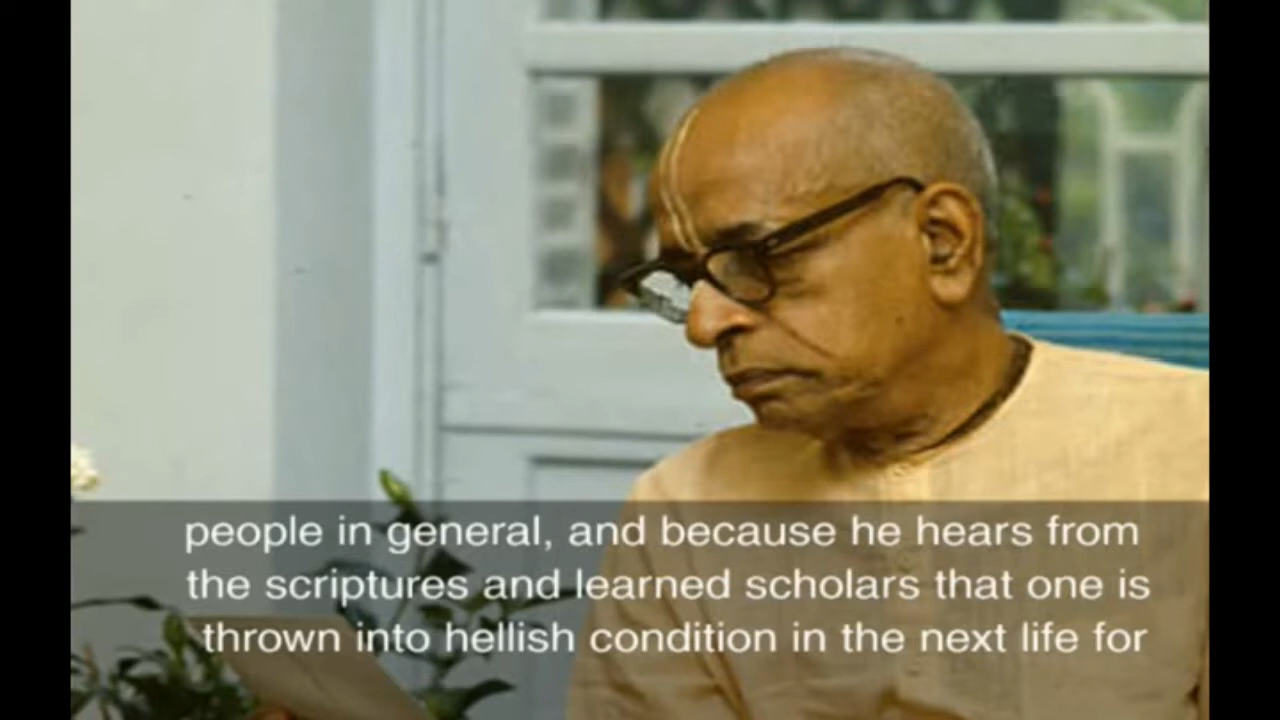 people in general, and because he hears from
the scriptures and learned scholars that one is
thrown into hellish condition in the next life for